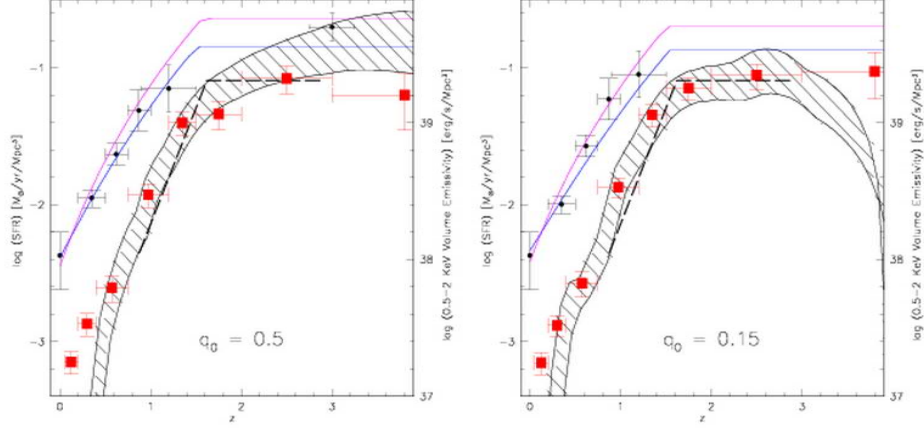 -1
-2
-3
39
38
37
0
1
2
3
z
log (SFR) [M⊙/yr/Mpc³]
log (0.5-2 KeV Volume Emissivity) [erg/s/Mpc³]
q₀ = 0.5
-1
-2
-3
39
38
37
0
1
2
3
z
log (SFR) [M⊙/yr/Mpc³]
log (0.5-2 KeV Volume Emissivity) [erg/s/Mpc³]
q₀ = 0.15